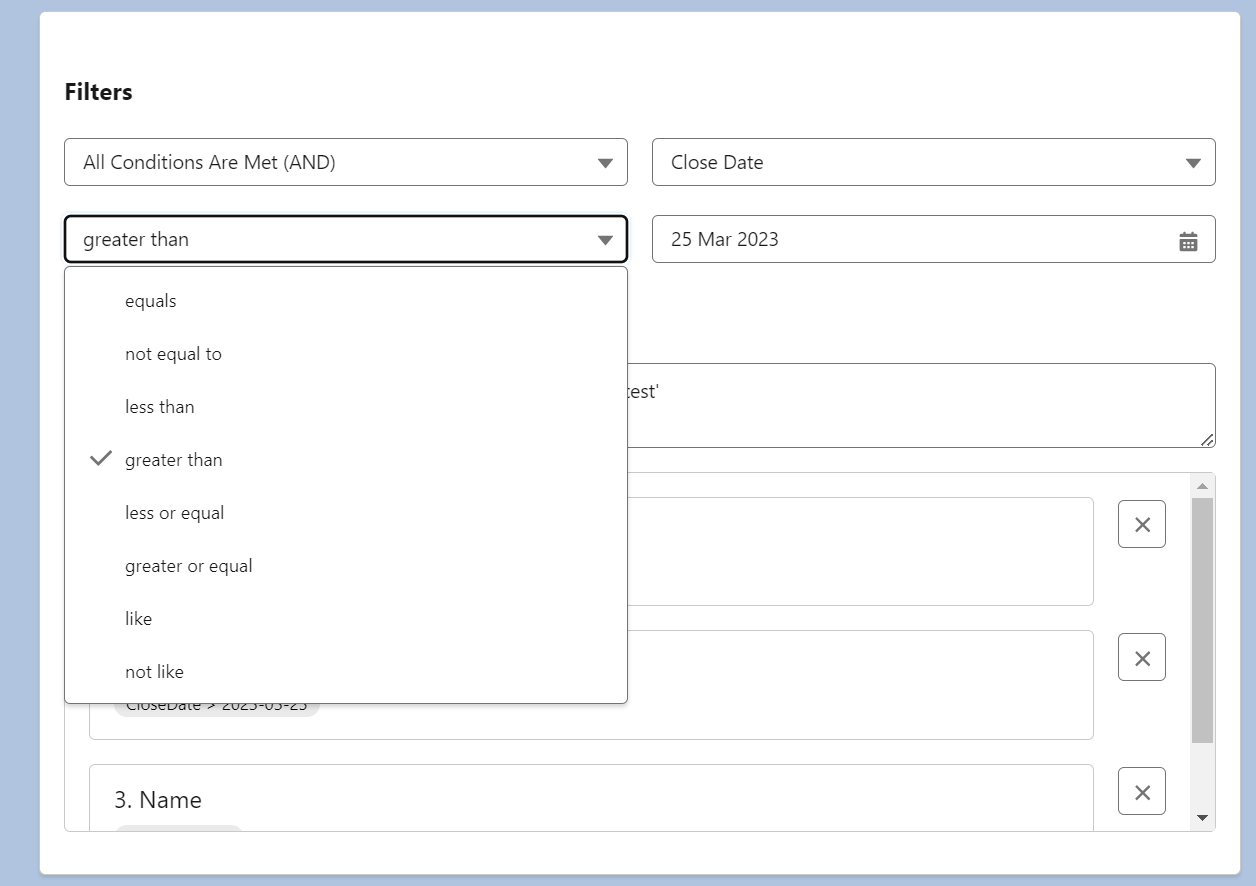 Filters
All Conditions Are Met (AND)
Close Date
greater than
25 Mar 2023
equals
not equal to
less than
greater than
less or equal
greater or equal
like
not like
test'
CloseDate > 2023-03-25
3. Name